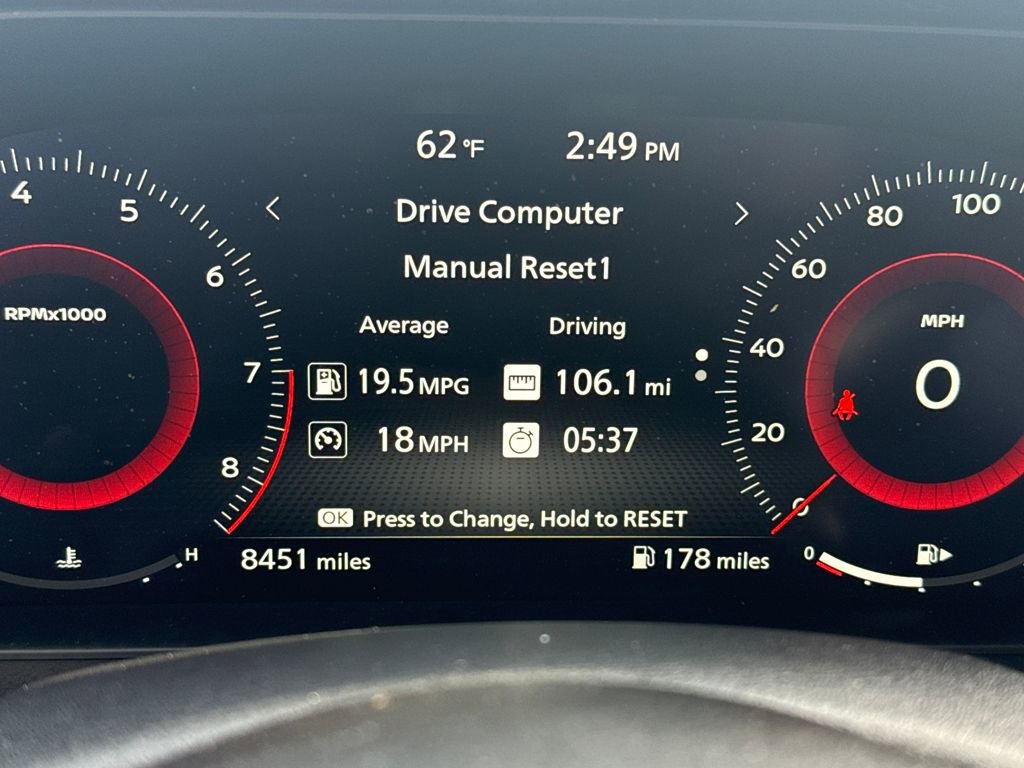 62 °F 2:49 PM
Drive Computer
Manual Reset1
Average Driving
19.5 MPG 106.1 mi
18 MPH 05:37
OK Press to Change, Hold to RESET
8451 miles 178 miles
4
5
6
7
8
RPMx1000
H
100
80
60
40
20
0
MPH
0
0